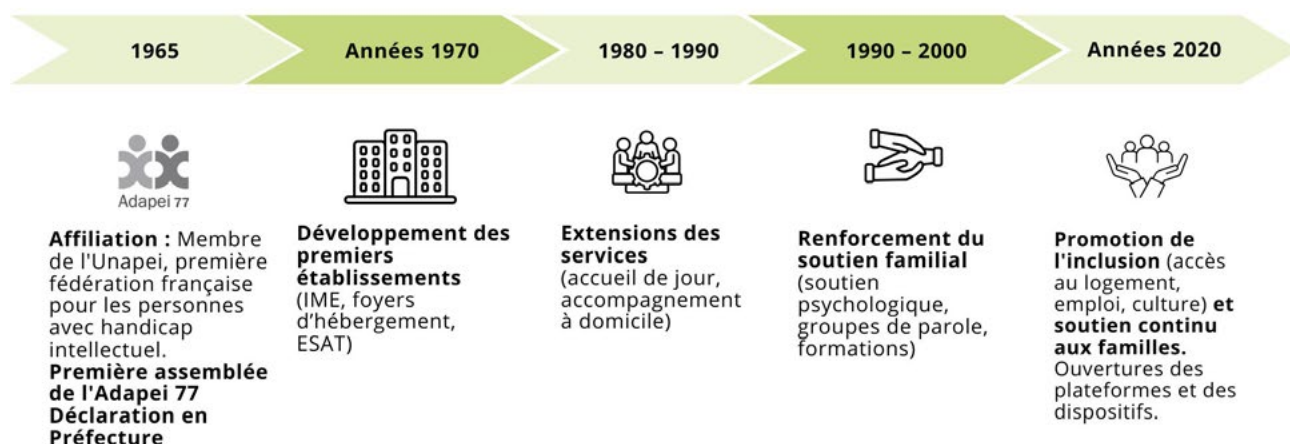 1965
Années 1970
1980 – 1990
1990 – 2000
Années 2020
Adapei 77
Affiliation : Membre
de l'Unapei, première
fédération française
pour les personnes
avec handicap
intellectuel.
Première assemblée
de l'Adapei 77
Déclaration en
Préfecture
Développement des
premiers
établissements
(IME, foyers
d’hébergement,
ESAT)
Extensions des
services
(accueil de jour,
accompagnement
à domicile)
Renforcement du
soutien familial
(soutien
psychologique,
groupes de parole,
formations)
Promotion de
l'inclusion (accès
au logement,
emploi, culture) et
soutien continu
aux familles.
Ouvertures des
plateformes et des
dispositifs.